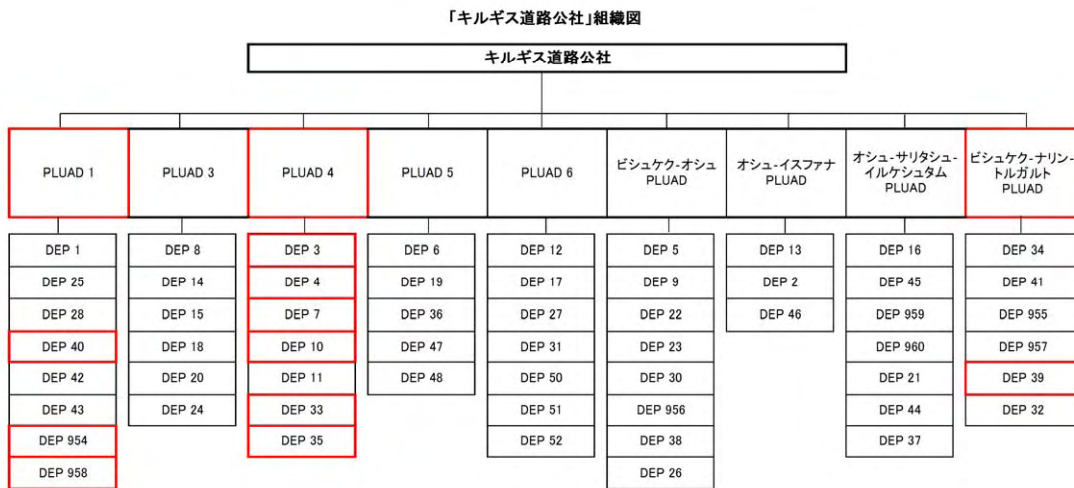 「キルギス道路公社」組織図
キルギス道路公社
PLUAD 1
PLUAD 3
PLUAD 4
PLUAD 5
PLUAD 6
ビシュケク-オシュ
PLUAD
オシュ-イスファナ
PLUAD
オシュ-サリタシュ-
イルケシュタム
PLUAD
ビシュケク-ナリン-
トルガルト
PLUAD
DEP 1
DEP 25
DEP 28
DEP 40
DEP 42
DEP 43
DEP 954
DEP 958
DEP 8
DEP 14
DEP 15
DEP 18
DEP 20
DEP 24
DEP 3
DEP 4
DEP 7
DEP 10
DEP 11
DEP 33
DEP 35
DEP 6
DEP 19
DEP 36
DEP 47
DEP 48
DEP 12
DEP 17
DEP 27
DEP 31
DEP 50
DEP 51
DEP 52
DEP 5
DEP 9
DEP 22
DEP 23
DEP 30
DEP 956
DEP 38
DEP 26
DEP 13
DEP 2
DEP 46
DEP 16
DEP 45
DEP 959
DEP 960
DEP 21
DEP 44
DEP 37
DEP 34
DEP 41
DEP 955
DEP 957
DEP 39
DEP 32